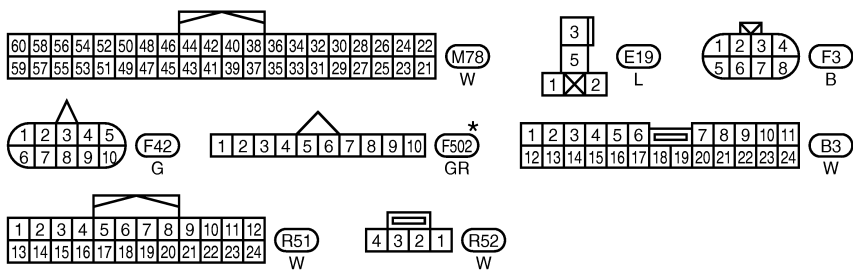 60 58 56 54 52 50 48 46 44 42 40 38 36 34 32 30 28 26 24 22
59 57 55 53 51 49 47 45 43 41 39 37 35 33 31 29 27 25 23 21
M78
W
3
5
1 2
E19
L
1 2 3 4
5 6 7 8
F3
B
1 2 3 4 5
6 7 8 9 10
F42
G
1 2 3 4 5 6 7 8 9 10
F502
*
GR
1 2 3 4 5 6 7 8 9 10 11
12 13 14 15 16 17 18 19 20 21 22 23 24
B3
W
1 2 3 4 5 6 7 8 9 10 11 12
13 14 15 16 17 18 19 20 21 22 23 24
R51
W
4 3 2 1
R52
W